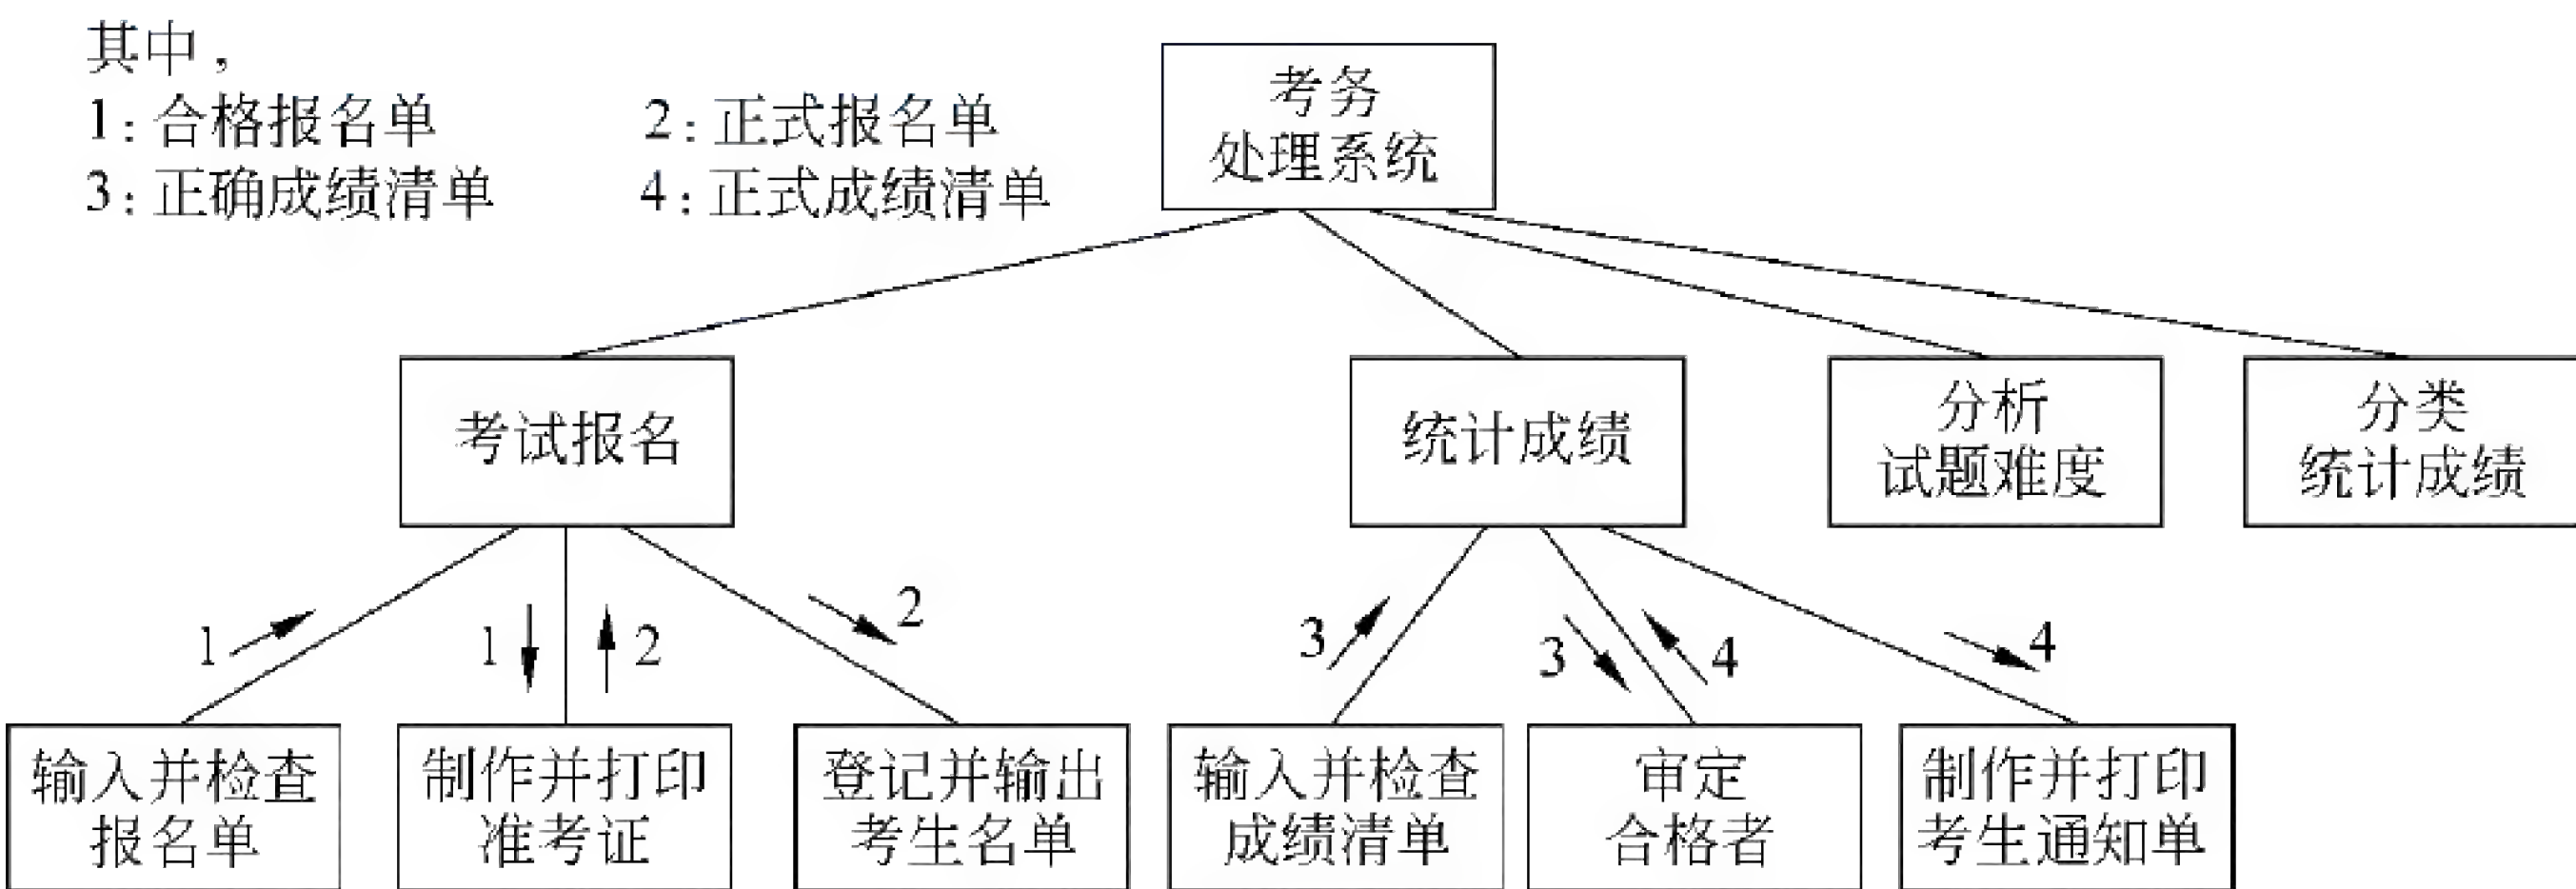 其中，
1：合格报名单 2：正式报名单
3：正确成绩清单 4：正式成绩清单
考务
处理系统
考试报名
统计成绩
分析
试题难度
分类
统计成绩
1
1
2
2
3
3
4
4
输入并检查
报名单
制作并打印
准考证
登记并输出
考生名单
输入并检查
成绩清单
审定
合格者
制作并打印
考生通知单